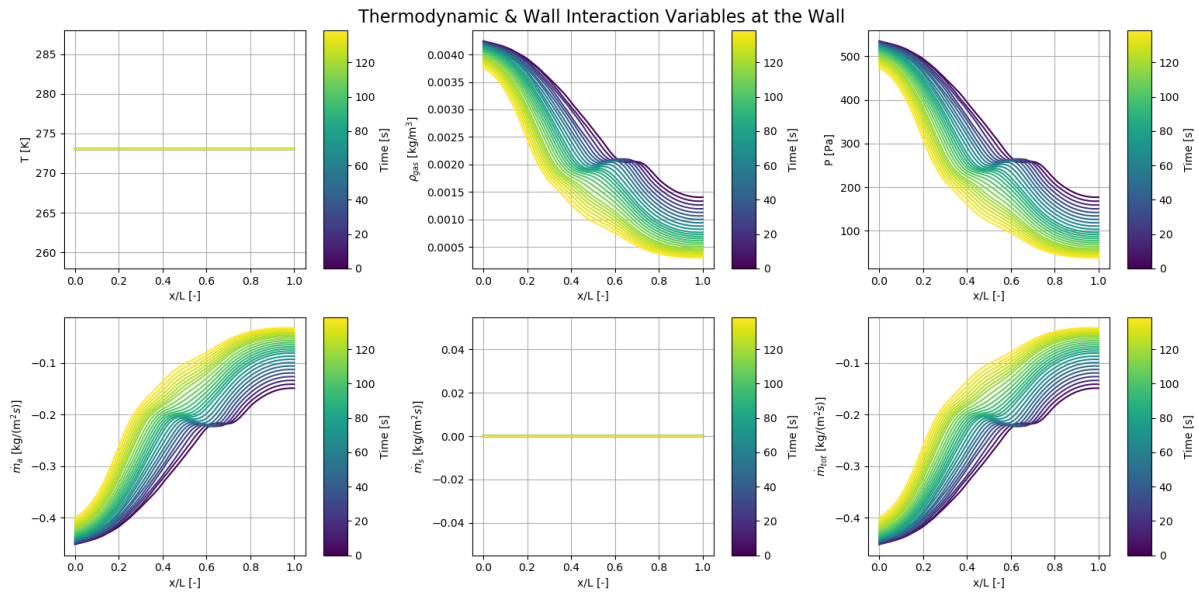 Thermodynamic & Wall Interaction Variables at the Wall
285
280
275
270
265
260
T [K]
0.0 0.2 0.4 0.6 0.8 1.0
x/L [-]
120
100
80
60
40
20
0
Time [s]
0.0040
0.0035
0.0030
0.0025
0.0020
0.0015
0.0010
0.0005
ρgas [kg/m³]
0.0 0.2 0.4 0.6 0.8 1.0
x/L [-]
120
100
80
60
40
20
0
Time [s]
500
400
300
200
100
P [Pa]
0.0 0.2 0.4 0.6 0.8 1.0
x/L [-]
120
100
80
60
40
20
0
Time [s]
−0.1
−0.2
−0.3
−0.4
ṁa [kg/(m²s)]
0.0 0.2 0.4 0.6 0.8 1.0
x/L [-]
120
100
80
60
40
20
0
Time [s]
0.04
0.02
0.00
−0.02
−0.04
ṁs [kg/(m²s)]
0.0 0.2 0.4 0.6 0.8 1.0
x/L [-]
120
100
80
60
40
20
0
Time [s]
−0.1
−0.2
−0.3
−0.4
ṁtot [kg/(m²s)]
0.0 0.2 0.4 0.6 0.8 1.0
x/L [-]
120
100
80
60
40
20
0
Time [s]